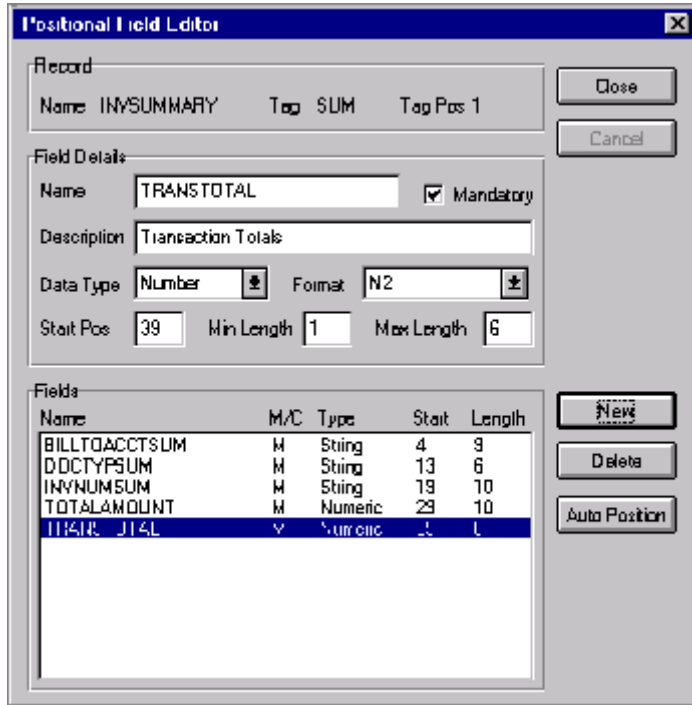 Positional Field Editor
Record
Name INVSUMMARY Tag SUM Tag Pos 1
Close
Cancel
Field Details
Name TRANSTOTAL Mandatory
Description Transaction Totals
Data Type Number Format N2
Start Pos 39 Min Length 1 Max Length 6
Fields
Name M/C Type Start Length
BILLTOACCTSUM M String 4 9
DOCTYPSUM M String 13 6
INVNUMSUM M String 19 10
TOTALAMOUNT M Numeric 29 10
TRANSTOTAL M Numeric
New
Delete
Auto Position